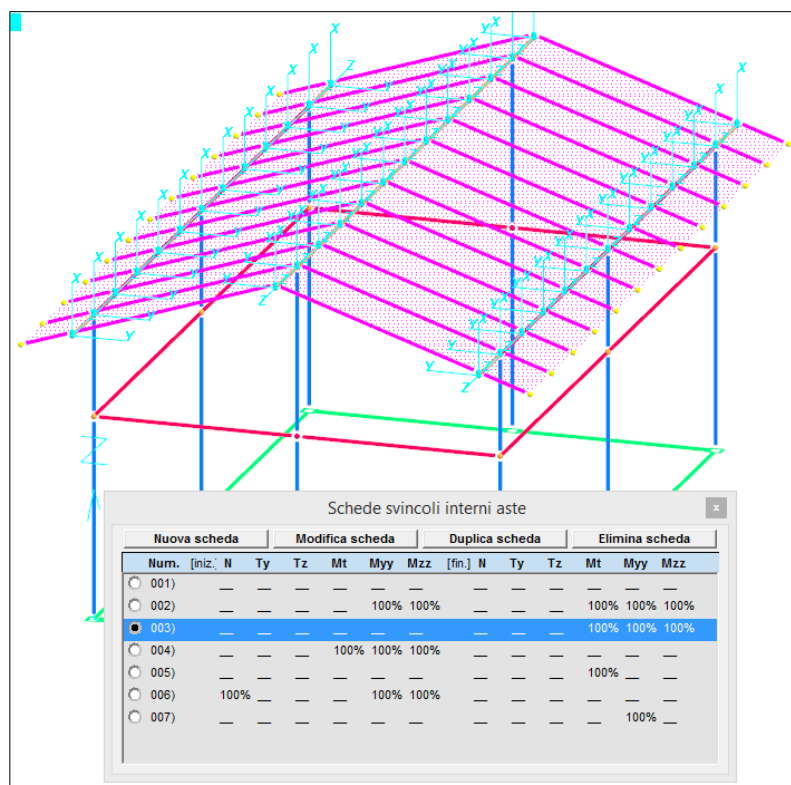 Schede svincoli interni aste
x
Nuova scheda Modifica scheda Duplica scheda Elimina scheda
Num. [iniz.] N Ty Tz Mt Myy Mzz [fin.] N Ty Tz Mt Myy Mzz
001) __ __ __ __ __ __ __ __ __ __ __ __
002) __ __ __ __ 100% 100% __ __ __ 100% 100% 100%
003) __ __ __ __ __ __ __ __ __ 100% 100% 100%
004) __ __ __ 100% 100% 100% __ __ __ __ __ __
005) __ __ __ __ __ __ __ __ __ 100% __ __
006) 100% __ __ __ 100% 100% __ __ __ __ __ __
007) __ __ __ __ __ __ __ __ __ __ 100% __